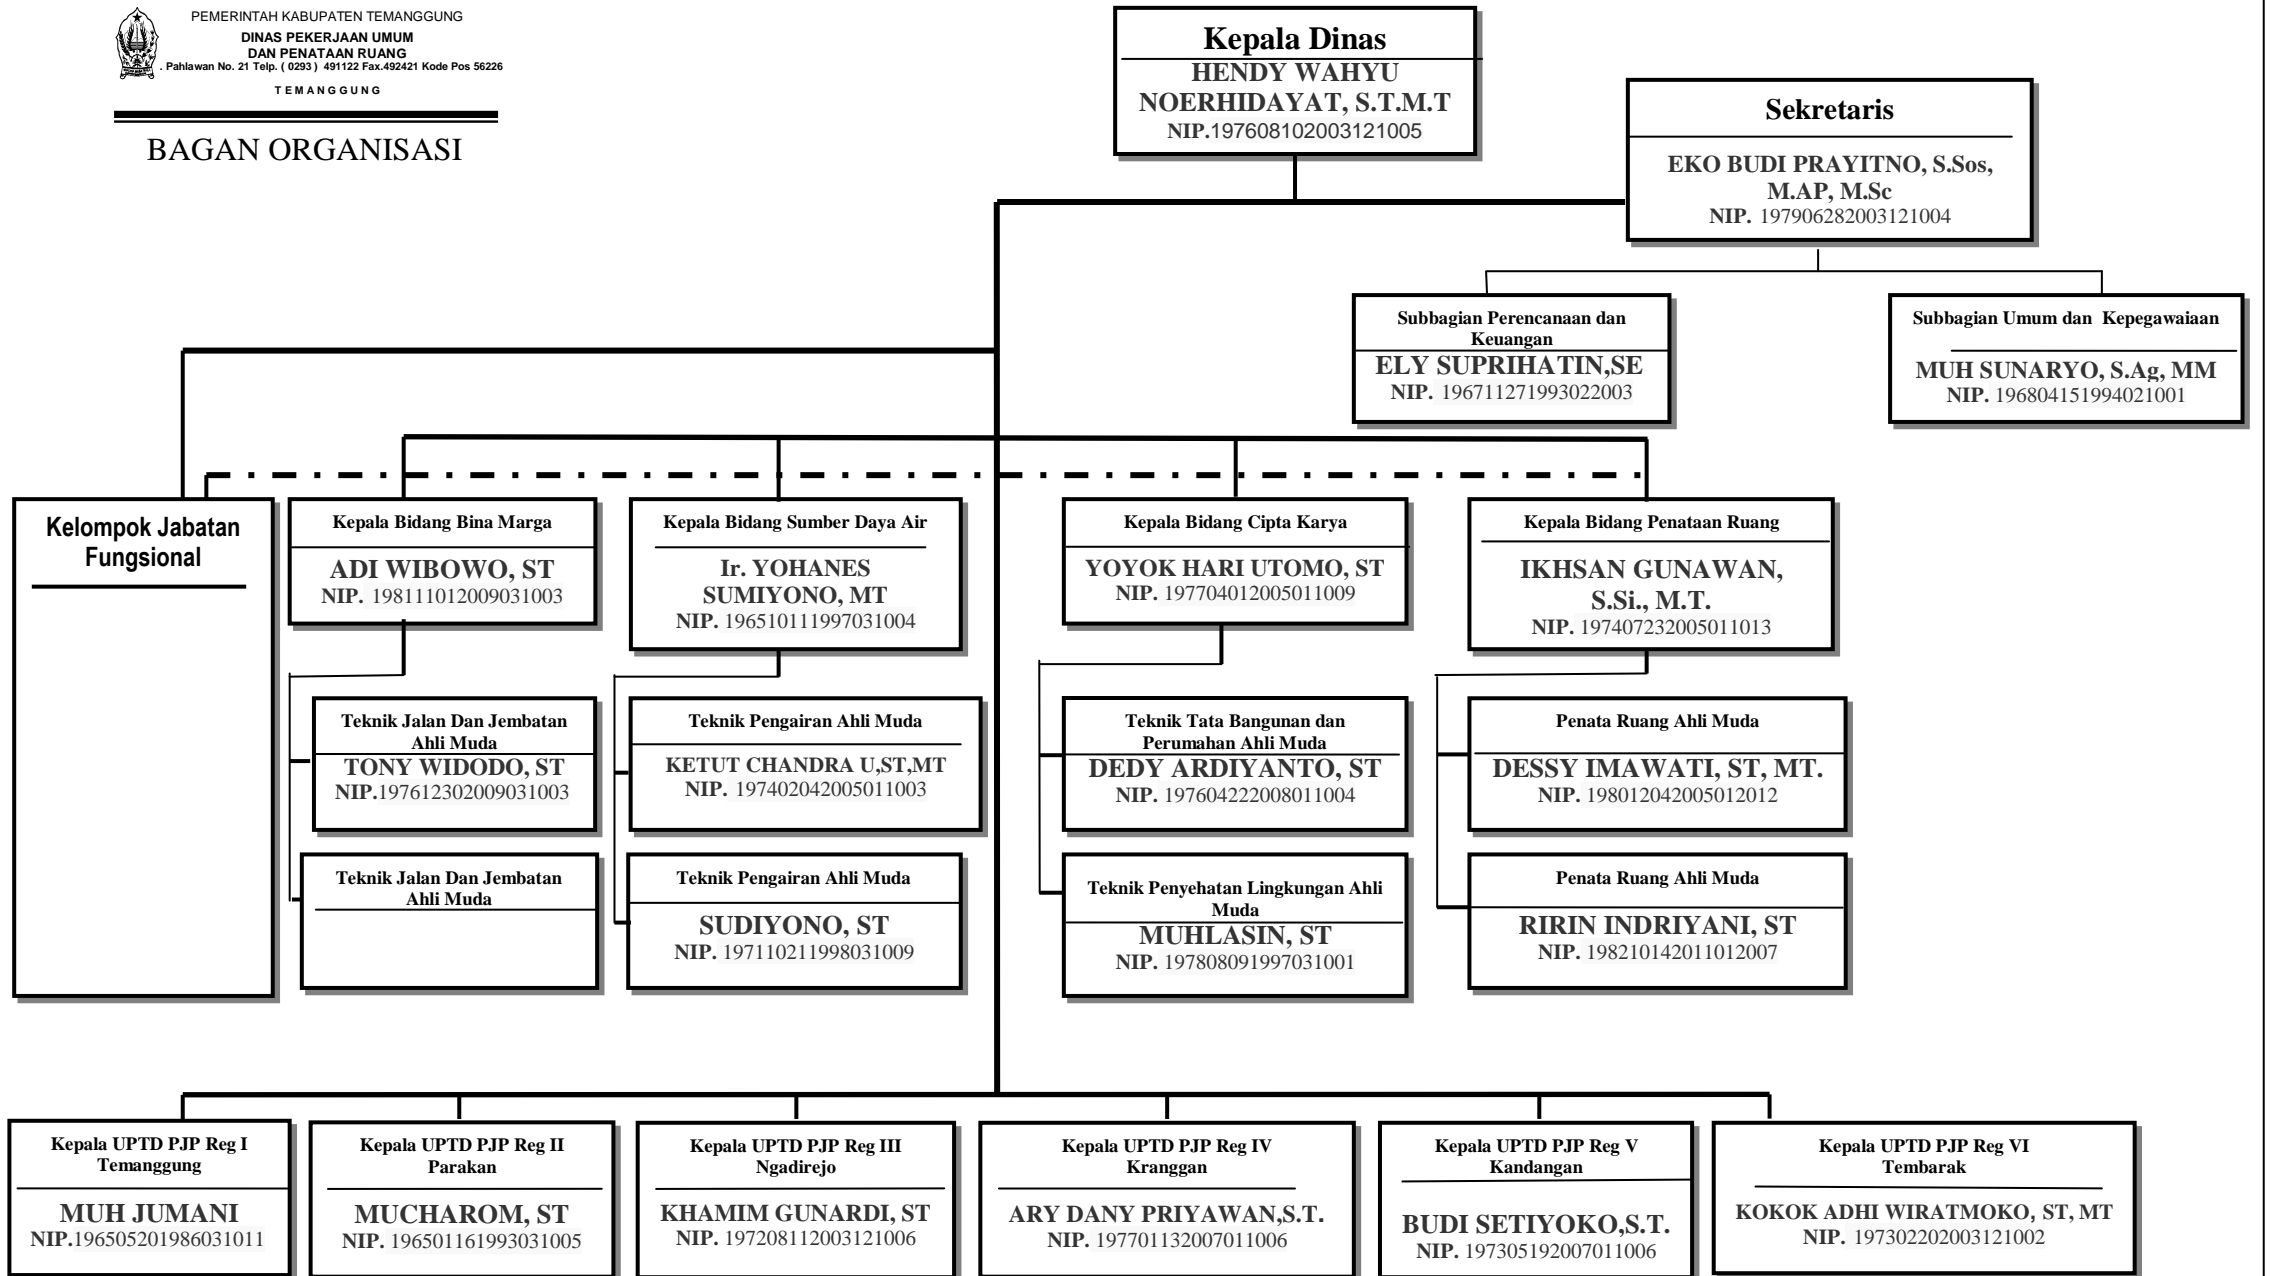 PEMERINTAH KABUPATEN TEMANGGUNG
DINAS PEKERJAAN UMUM
DAN PENATAAN RUANG
. Pahlawan No. 21 Telp. ( 0293 ) 491122 Fax.492421 Kode Pos 56226
T E M A N G G U N G
BAGAN ORGANISASI
Kepala Dinas
HENDY WAHYU
NOERHIDAYAT, S.T.M.T
NIP.197608102003121005
Sekretaris
EKO BUDI PRAYITNO, S.Sos,
M.AP, M.Sc
NIP. 197906282003121004
Subbagian Perencanaan dan
Keuangan
ELY SUPRIHATIN,SE
NIP. 196711271993022003
Subbagian Umum dan Kepegawaiaan
MUH SUNARYO, S.Ag, MM
NIP. 196804151994021001
Kelompok Jabatan
Fungsional
Kepala Bidang Bina Marga
ADI WIBOWO, ST
NIP. 198111012009031003
Kepala Bidang Sumber Daya Air
Ir. YOHANES
SUMIYONO, MT
NIP. 196510111997031004
Kepala Bidang Cipta Karya
YOYOK HARI UTOMO, ST
NIP. 197704012005011009
Kepala Bidang Penataan Ruang
IKHSAN GUNAWAN,
S.Si., M.T.
NIP. 197407232005011013
Teknik Jalan Dan Jembatan
Ahli Muda
TONY WIDODO, ST
NIP.197612302009031003
Teknik Pengairan Ahli Muda
KETUT CHANDRA U,ST,MT
NIP. 197402042005011003
Teknik Tata Bangunan dan
Perumahan Ahli Muda
DEDY ARDIYANTO, ST
NIP. 197604222008011004
Penata Ruang Ahli Muda
DESSY IMAWATI, ST, MT.
NIP. 198012042005012012
Teknik Jalan Dan Jembatan
Ahli Muda
Teknik Pengairan Ahli Muda
SUDIYONO, ST
NIP. 197110211998031009
Teknik Penyehatan Lingkungan Ahli
Muda
MUHLASIN, ST
NIP. 197808091997031001
Penata Ruang Ahli Muda
RIRIN INDRIYANI, ST
NIP. 198210142011012007
Kepala UPTD PJP Reg I
Temanggung
MUH JUMANI
NIP.196505201986031011
Kepala UPTD PJP Reg II
Parakan
MUCHAROM, ST
NIP. 196501161993031005
Kepala UPTD PJP Reg III
Ngadirejo
KHAMIM GUNARDI, ST
NIP. 197208112003121006
Kepala UPTD PJP Reg IV
Kranggan
ARY DANY PRIYAWAN,S.T.
NIP. 197701132007011006
Kepala UPTD PJP Reg V
Kandangan
BUDI SETIYOKO,S.T.
NIP. 197305192007011006
Kepala UPTD PJP Reg VI
Tembarak
KOKOK ADHI WIRATMOKO, ST, MT
NIP. 197302202003121002